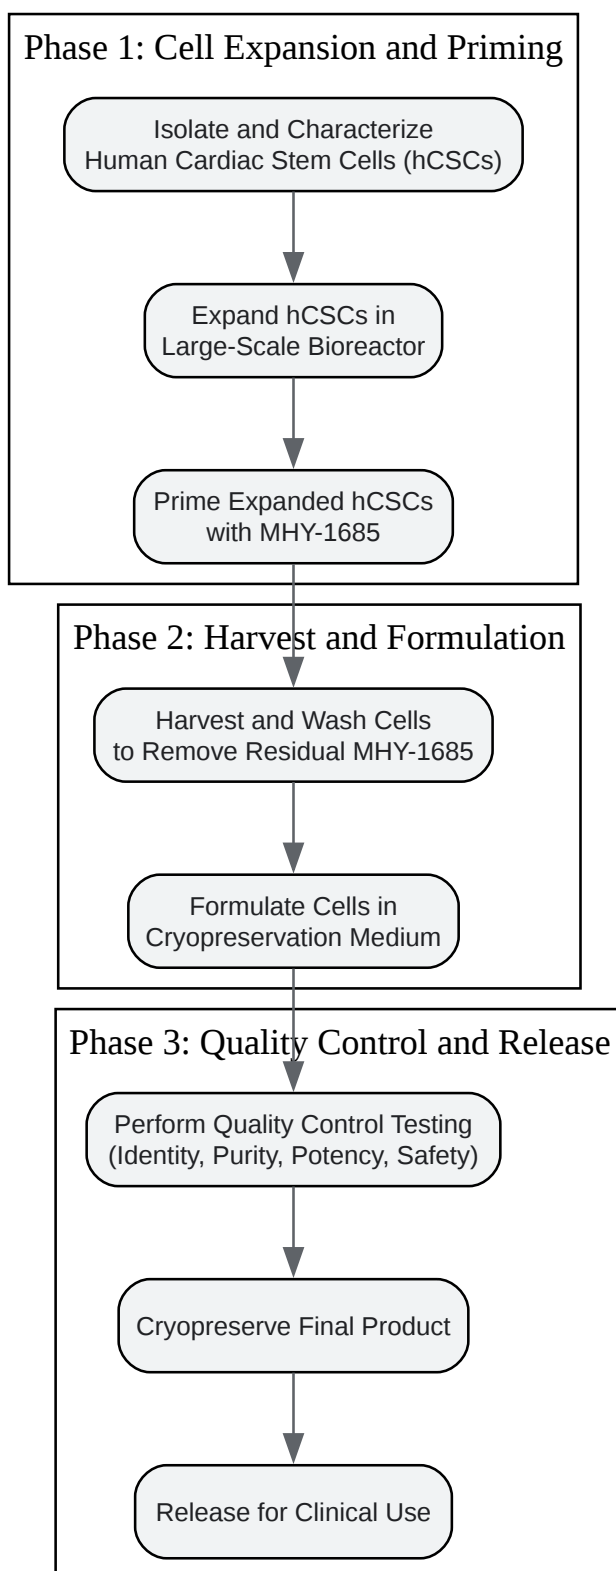 Phase 1: Cell Expansion and Priming
Isolate and Characterize
Human Cardiac Stem Cells (hCSCs)
Expand hCSCs in
Large-Scale Bioreactor
Prime Expanded hCSCs
with MHY-1685
Phase 2: Harvest and Formulation
Harvest and Wash Cells
to Remove Residual MHY-1685
Formulate Cells in
Cryopreservation Medium
Phase 3: Quality Control and Release
Perform Quality Control Testing
(Identity, Purity, Potency, Safety)
Cryopreserve Final Product
Release for Clinical Use